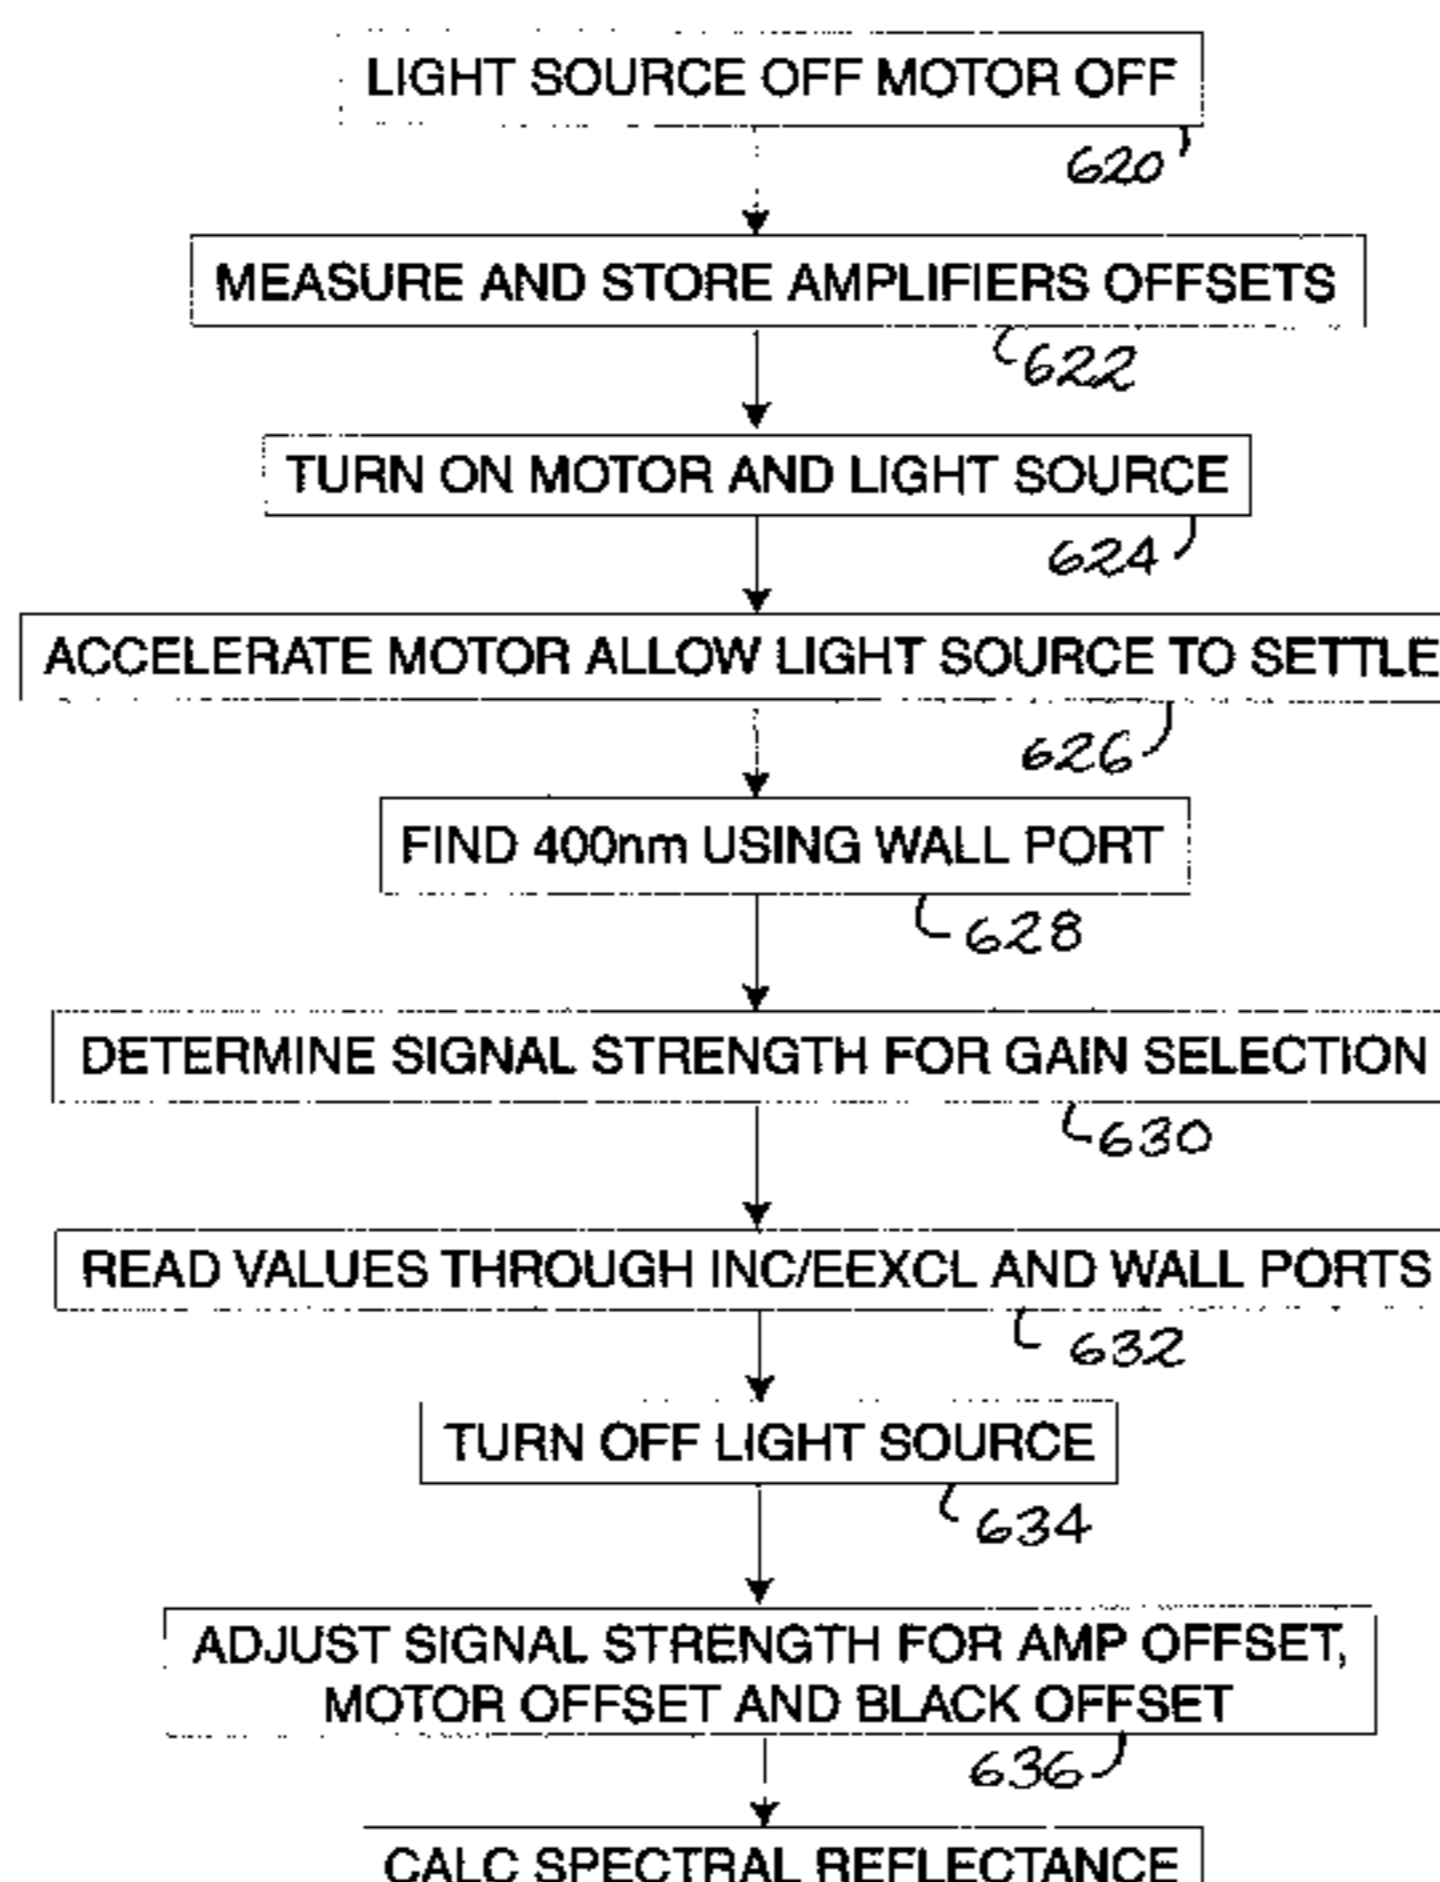 LIGHT SOURCE OFF MOTOR OFF
620
MEASURE AND STORE AMPLIFIERS OFFSETS
622
TURN ON MOTOR AND LIGHT SOURCE
624
ACCELERATE MOTOR ALLOW LIGHT SOURCE TO SETTLE
626
FIND 400nm USING WALL PORT
628
DETERMINE SIGNAL STRENGTH FOR GAIN SELECTION
630
READ VALUES THROUGH INC/EEXCL AND WALL PORTS
632
TURN OFF LIGHT SOURCE
634
ADJUST SIGNAL STRENGTH FOR AMP OFFSET,
MOTOR OFFSET AND BLACK OFFSET
636
CALC SPECTRAL REFLECTANCE